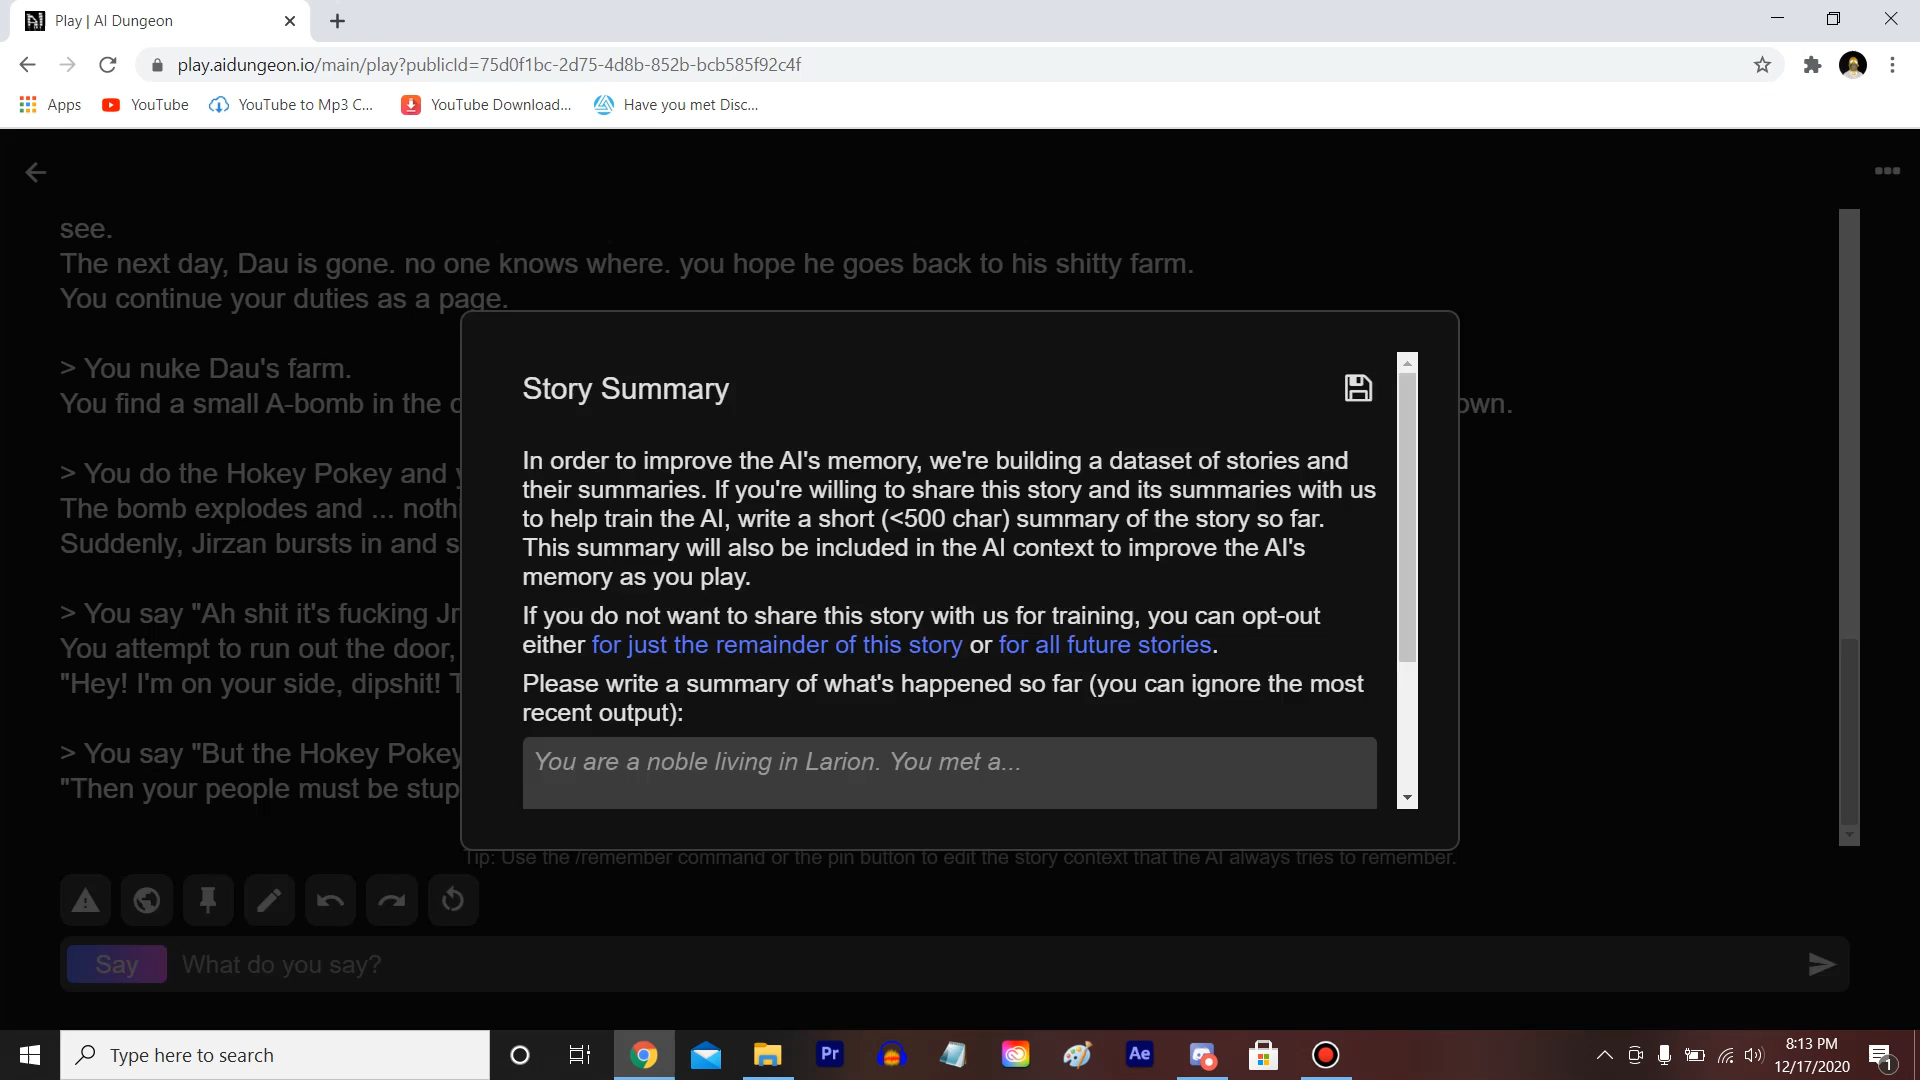 Play | AI Dungeon
play.aidungeon.io/main/play?publicId=75d0f1bc-2d75-4d8b-852b-bcb585f92c4f
Apps
YouTube
YouTube to Mp3 C...
YouTube Download...
Have you met Disc...
see.
The next day, Dau is gone. no one knows where. you hope he goes back to his shitty farm.
You continue your duties as a page.
> You nuke Dau's farm.
You find a small A-bomb in the
own.
> You do the Hokey Pokey and
The bomb explodes and ... noth
Suddenly, Jirzan bursts in and s
> You say "Ah shit it's fucking Jr
You attempt to run out the door,
"Hey! I'm on your side, dipshit! T
> You say "But the Hokey Pokey
"Then your people must be stup
Story Summary
In order to improve the AI's memory, we're building a dataset of stories and
their summaries. If you're willing to share this story and its summaries with us
to help train the AI, write a short (<500 char) summary of the story so far.
This summary will also be included in the AI context to improve the AI's
memory as you play.
If you do not want to share this story with us for training, you can opt-out
either for just the remainder of this story or for all future stories.
Please write a summary of what's happened so far (you can ignore the most
recent output):
You are a noble living in Larion. You met a...
Tip: Use the /remember command or the pin button to edit the story context that the AI always tries to remember.
Say
What do you say?
Type here to search
Pr
Ae
8:13 PM
12/17/2020
1